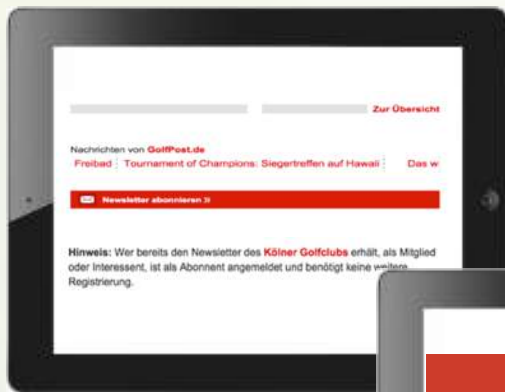 Zur Übersicht
Nachrichten von GolfPost.de
Freibad Tournament of Champions: Siegertreffen auf Hawaii Das w
Newsletter abonnieren »
Hinweis: Wer bereits den Newsletter des Kölner Golfclubs erhält, als Mitglied
oder Interessent, ist als Abonnent angemeldet und benötigt keine weitere
Registrierung.